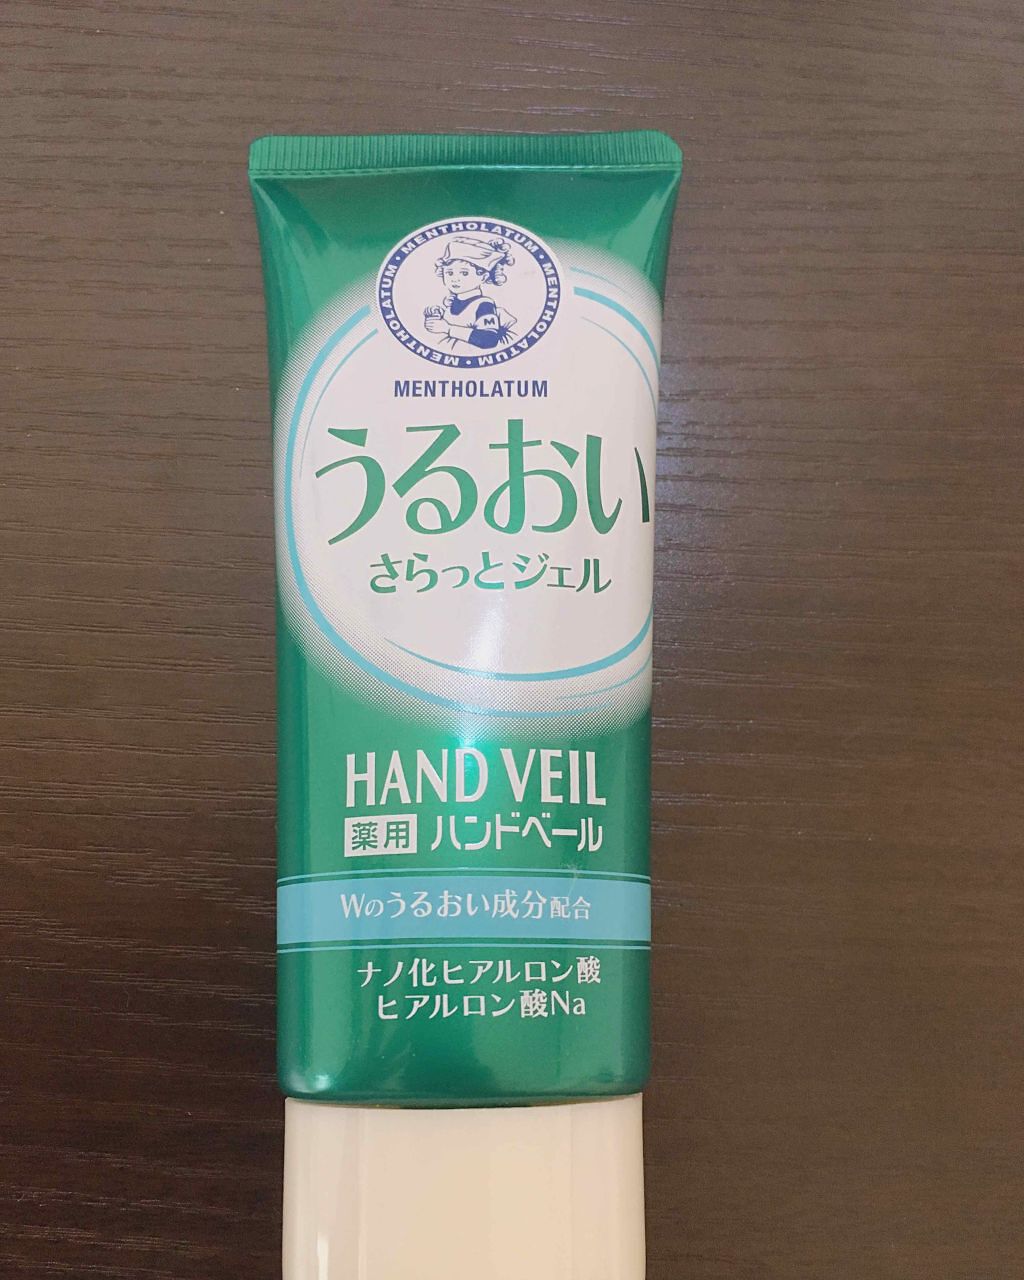 MENTHOLATUM · MENTHOLATUM · MENTHOLATUM · MENTHOLATUM ·
M
MENTHOLATUM
うるおい
さらっとジェル
HAND VEIL
薬用 ハンドベール
Wのうるおい成分配合
ナノ化ヒアルロン酸
ヒアルロン酸Na